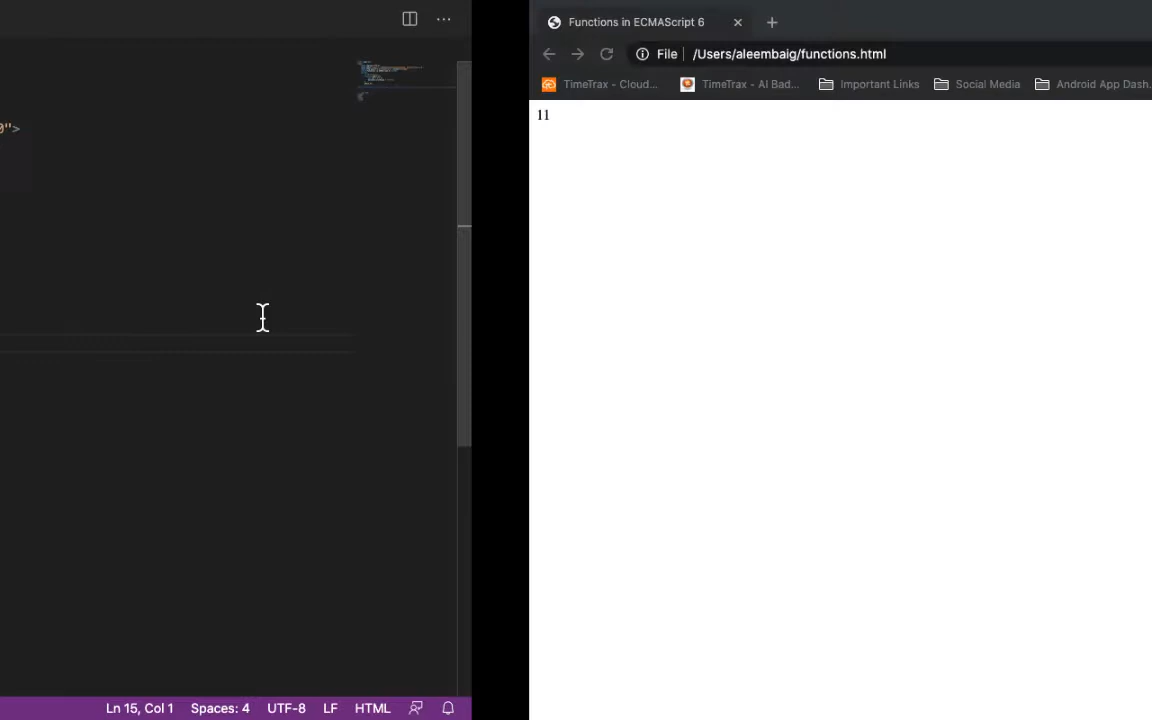 Functions in ECMAScript 6
File
/Users/aleembaig/functions.html
TimeTrax - Cloud...
TimeTrax - AI Bad...
Important Links
Social Media
Android App Dash.
11
0">
Ln 15, Col 1
Spaces: 4
UTF-8
LF
HTML